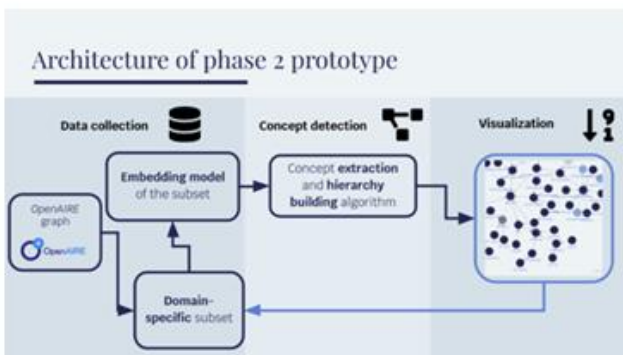 Architecture of phase 2 prototype
Data collection
Concept detection
Visualization
9
1
Embedding model
of the subset
Concept extraction
and hierarchy
building algorithm
OpenAIRE
graph
OpenAIRE
Domain-
specific subset